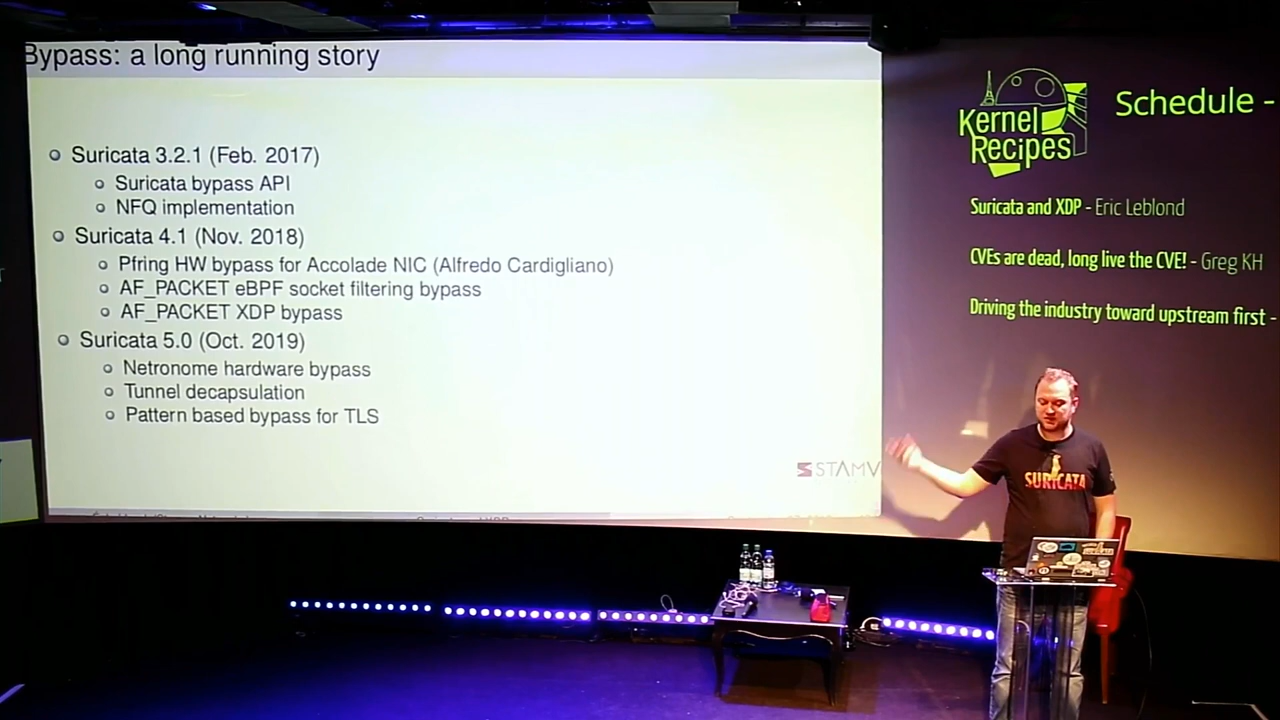 Bypass: a long running story
Suricata 3.2.1 (Feb. 2017)
Suricata bypass API
NFQ implementation
Suricata 4.1 (Nov. 2018)
Pfring HW bypass for Accolade NIC (Alfredo Cardigliano)
AF_PACKET eBPF socket filtering bypass
AF_PACKET XDP bypass
Suricata 5.0 (Oct. 2019)
Netronome hardware bypass
Tunnel decapsulation
Pattern based bypass for TLS
STAMV
Kernel
Recipes
Schedule -
Suricata and XDP - Eric Leblond
CVEs are dead, long live the CVE! - Greg KH
Driving the industry toward upstream first -
SURICATA